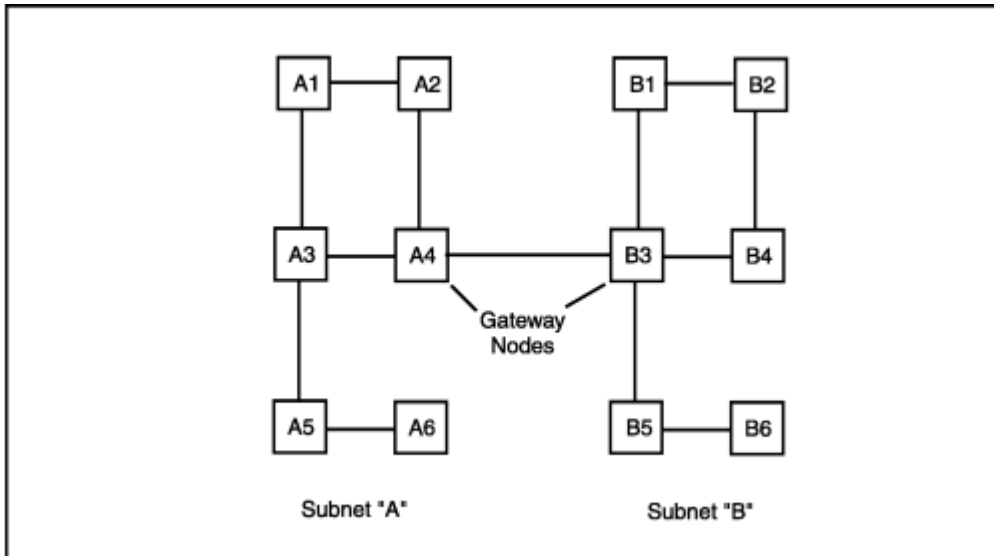 A1 A2 B1 B2
A3 A4 B3 B4
Gateway
Nodes
A5 A6 B5 B6
Subnet "A" Subnet "B"